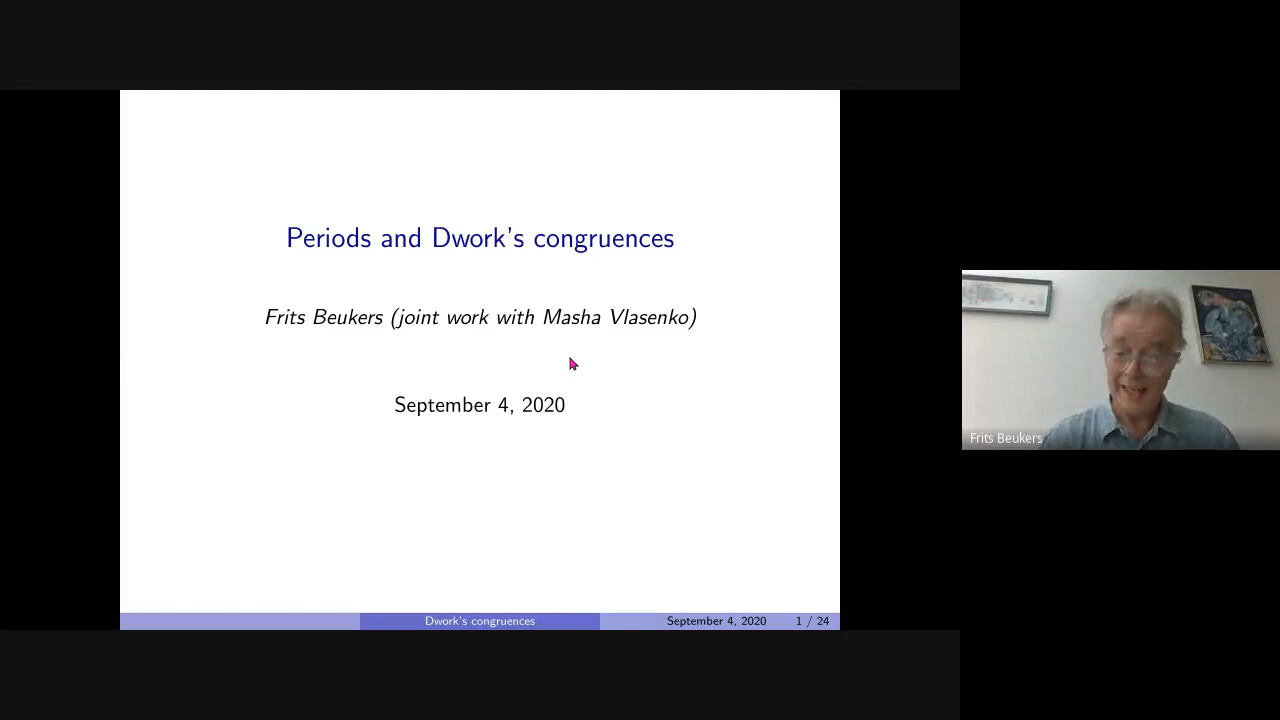 Periods and Dwork's congruences
Frits Beukers (joint work with Masha Vlasenko)
September 4, 2020
Dwork's congruences
September 4, 2020
1 / 24
Frits Beukers